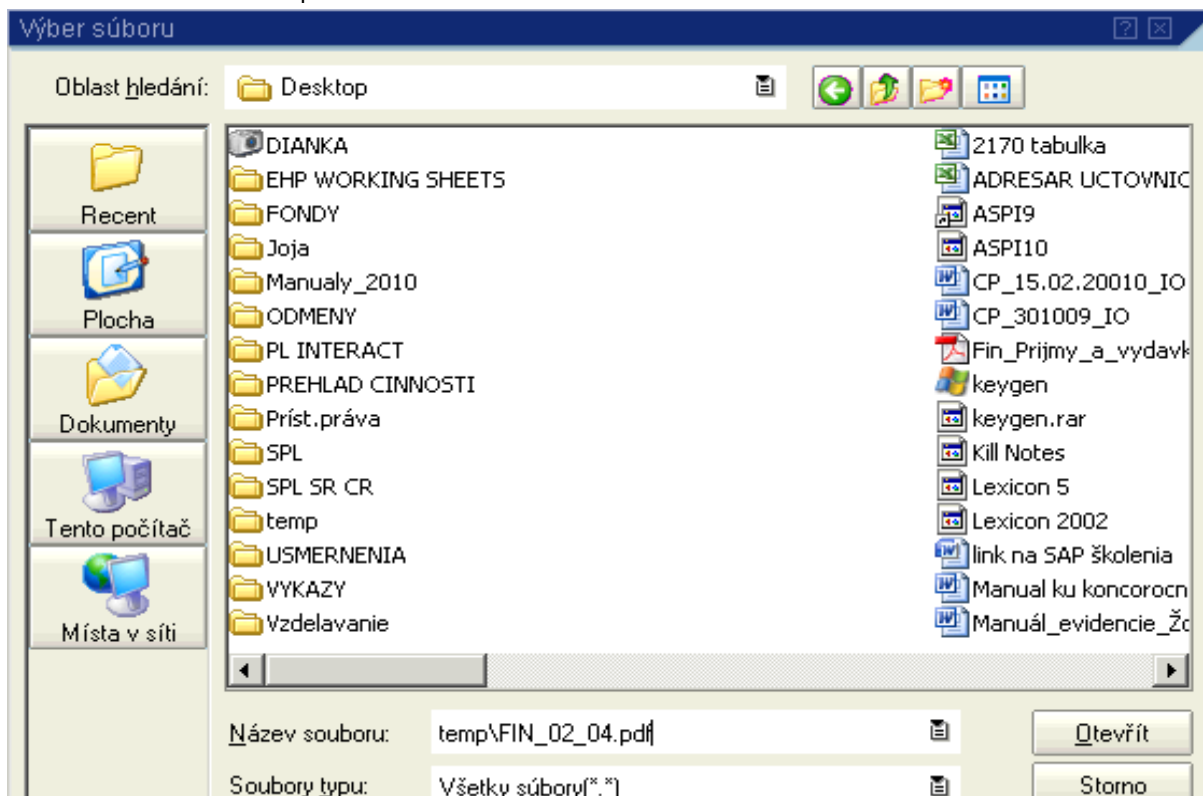 Výber súboru
Oblast hledání:
Desktop
Recent
Plocha
Dokumenty
Tento počítač
Místa v síti
DIANKA
EHP WORKING SHEETS
FONDY
Joja
Manualy_2010
ODMENY
PL INTERACT
PREHLAD CINNOSTI
Príst.práva
SPL
SPL SR CR
temp
USMERNENIA
VYKAZY
Vzdelavanie
2170 tabulka
ADRESAR UCTOVNIC
ASPI9
ASPI10
CP_15.02.20010_IO
CP_301009_IO
Fin_Prijmy_a_vydavk
keygen
keygen.rar
Kill Notes
Lexicon 5
Lexicon 2002
link na SAP školenia
Manual ku koncorocn
Manuál_evidencie_Žo
Název souboru:
temp\FIN_02_04.pdf
Otevřít
Soubory typu:
Všetky súbory(*.*)
Storno